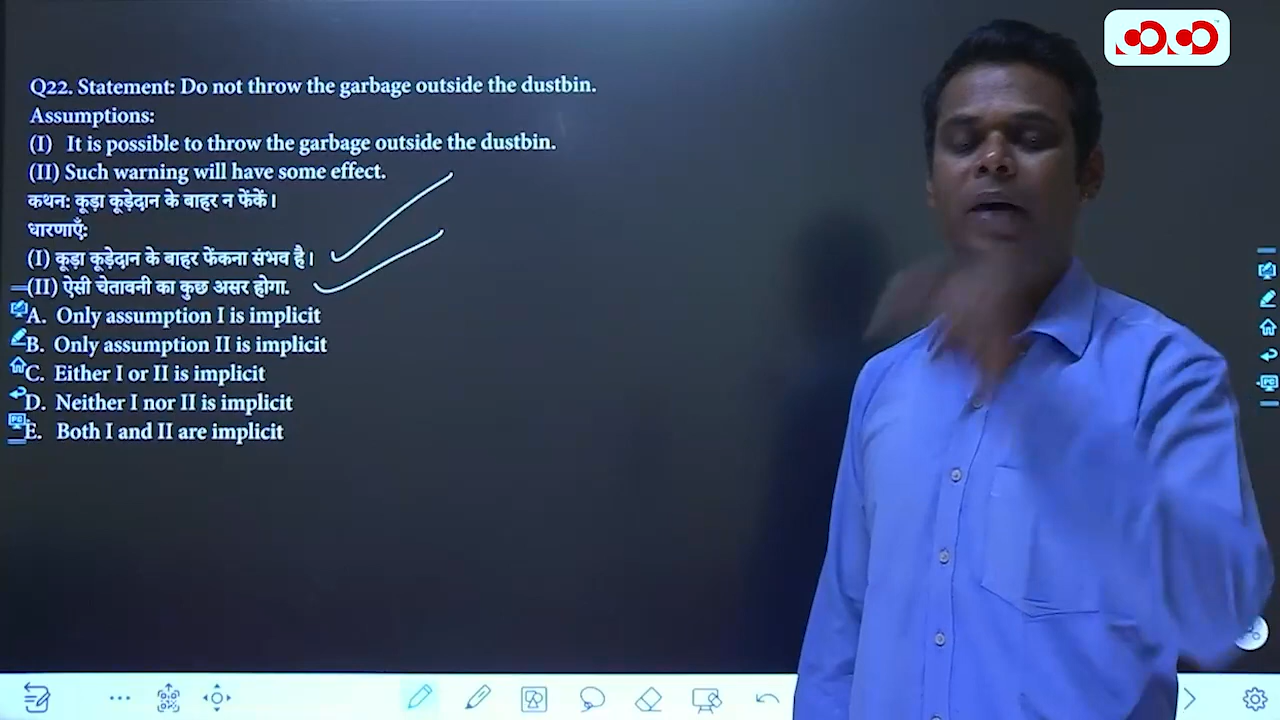 Q22. Statement: Do not throw the garbage outside the dustbin.
Assumptions:
(I) It is possible to throw the garbage outside the dustbin.
(II) Such warning will have some effect.
कथन: कूड़ा कूड़ेदान के बाहर न फेंकें।
धारणाएँ:
(I) कूड़ा कूड़ेदान के बाहर फेंकना संभव है।
(II) ऐसी चेतावनी का कुछ असर होगा.
A. Only assumption I is implicit
B. Only assumption II is implicit
C. Either I or II is implicit
D. Neither I nor II is implicit
E. Both I and II are implicit